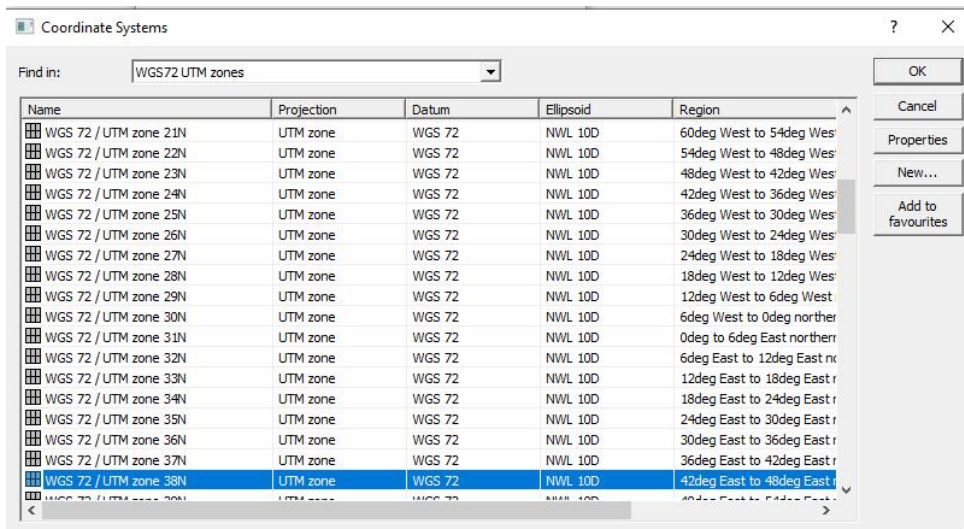 Coordinate Systems ? ×
Find in: WGS72 UTM zones OK
Name Projection Datum Ellipsoid Region Cancel
WGS 72 / UTM zone 21N UTM zone WGS 72 NWL 10D 60deg West to 54deg Wes
WGS 72 / UTM zone 22N UTM zone WGS 72 NWL 10D 54deg West to 48deg Wes Properties
WGS 72 / UTM zone 23N UTM zone WGS 72 NWL 10D 48deg West to 42deg Wes New...
WGS 72 / UTM zone 24N UTM zone WGS 72 NWL 10D 42deg West to 36deg Wes
WGS 72 / UTM zone 25N UTM zone WGS 72 NWL 10D 36deg West to 30deg Wes Add to
WGS 72 / UTM zone 26N UTM zone WGS 72 NWL 10D 30deg West to 24deg Wes favourites
WGS 72 / UTM zone 27N UTM zone WGS 72 NWL 10D 24deg West to 18deg Wes
WGS 72 / UTM zone 28N UTM zone WGS 72 NWL 10D 18deg West to 12deg Wes
WGS 72 / UTM zone 29N UTM zone WGS 72 NWL 10D 12deg West to 6deg West
WGS 72 / UTM zone 30N UTM zone WGS 72 NWL 10D 6deg West to 0deg norther
WGS 72 / UTM zone 31N UTM zone WGS 72 NWL 10D 0deg to 6deg East norther
WGS 72 / UTM zone 32N UTM zone WGS 72 NWL 10D 6deg East to 12deg East no
WGS 72 / UTM zone 33N UTM zone WGS 72 NWL 10D 12deg East to 18deg East r
WGS 72 / UTM zone 34N UTM zone WGS 72 NWL 10D 18deg East to 24deg East r
WGS 72 / UTM zone 35N UTM zone WGS 72 NWL 10D 24deg East to 30deg East r
WGS 72 / UTM zone 36N UTM zone WGS 72 NWL 10D 30deg East to 36deg East r
WGS 72 / UTM zone 37N UTM zone WGS 72 NWL 10D 36deg East to 42deg East r
WGS 72 / UTM zone 38N UTM zone WGS 72 NWL 10D 42deg East to 48deg East r